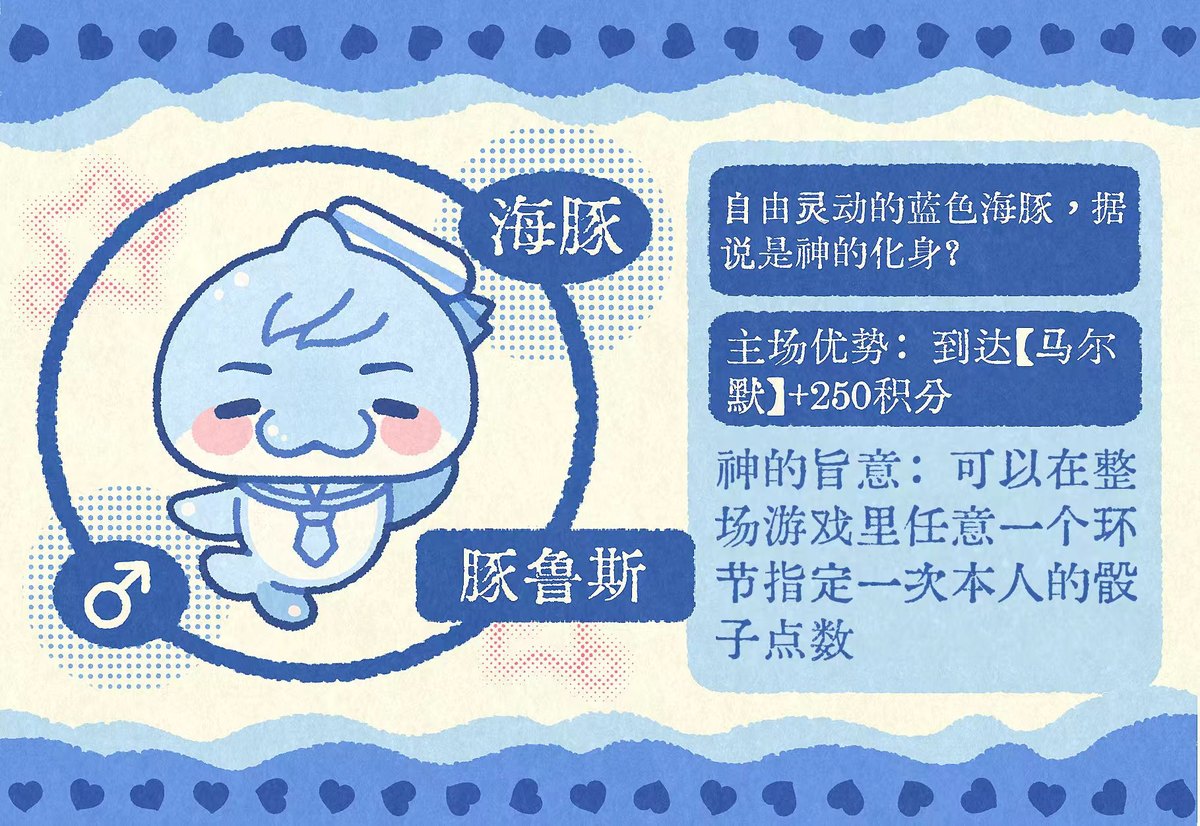 海豚
♂
豚鲁斯
自由灵动的蓝色海豚，据
说是神的化身？
主场优势：到达【马尔
默】+250积分
神的旨意：可以在整
场游戏里任意一个环
节指定一次本人的骰
子点数